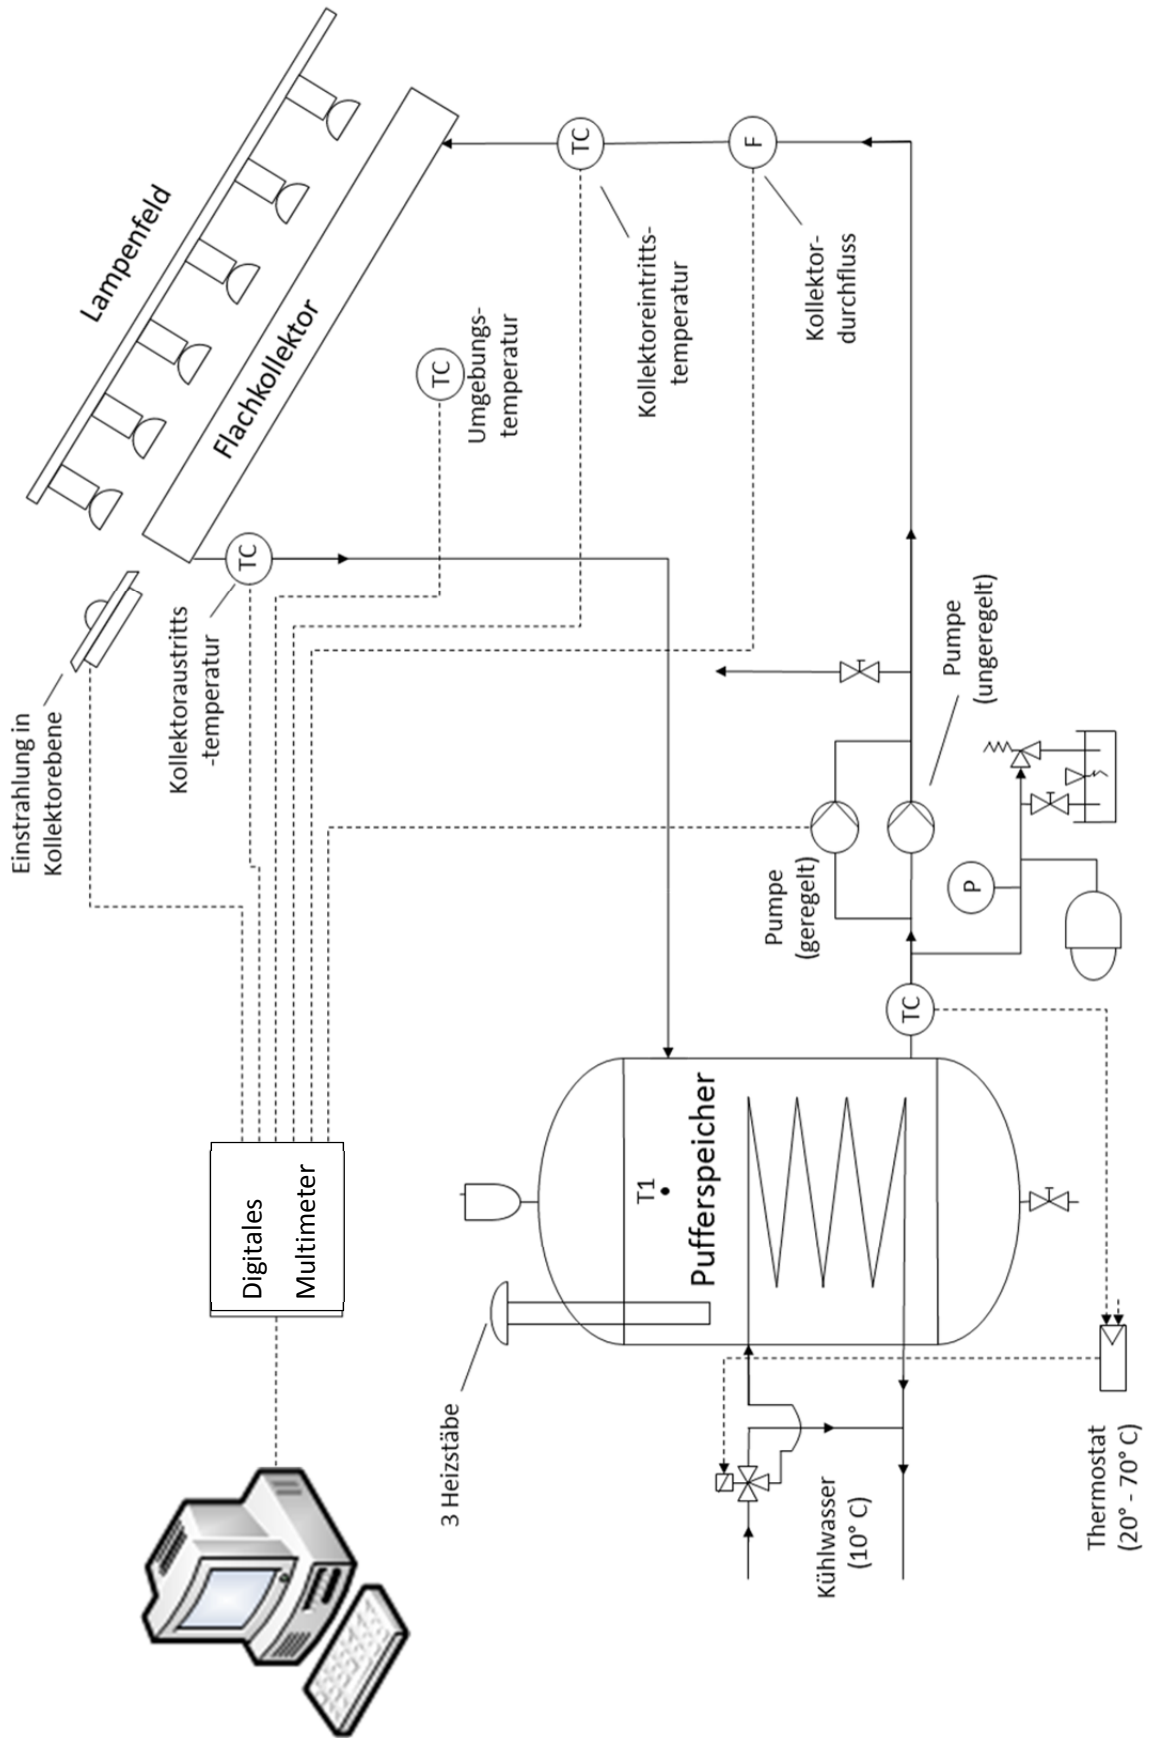 Lampenfeld
Flachkollektor
Einstrahlung in
Kollektorebene
TC
Kollektoraustritts
-temperatur
TC
Umgebungs-
temperatur
TC
Kollektoreintritts-
temperatur
F
Kollektor-
durchfluss
Digitales
Multimeter
3 Heizstäbe
T1
Pufferspeicher
Pumpe
(geregelt)
Pumpe
(ungeregelt)
TC
P
Kühlwasser
(10° C)
Thermostat
(20° - 70° C)